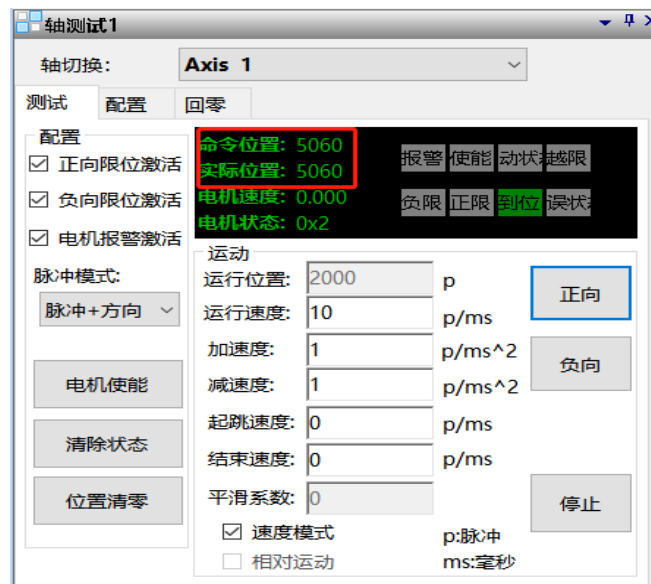 轴测试1
轴切换: Axis 1
测试 配置 回零
配置
正向限位激活
负向限位激活
电机报警激活
脉冲模式:
脉冲+方向
电机使能
清除状态
位置清零
命令位置: 5060
实际位置: 5060
电机速度: 0.000
电机状态: 0x2
报警 使能 动状 越限
负限 正限 到位 误状
运动
运行位置: 2000 p
运行速度: 10 p/ms
加速度: 1 p/ms^2
减速度: 1 p/ms^2
起跳速度: 0 p/ms
结束速度: 0 p/ms
平滑系数: 0
速度模式
相对运动
p:脉冲
ms:毫秒
正向
负向
停止